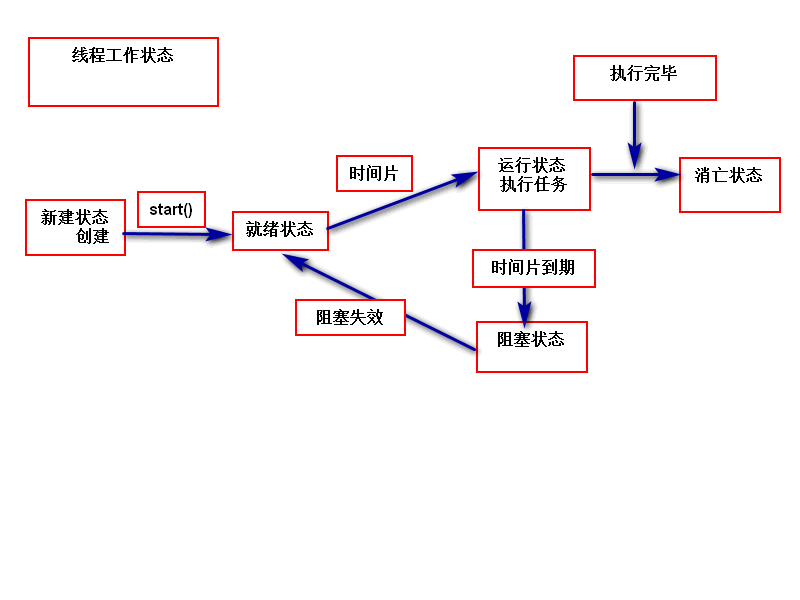 线程工作状态
执行完毕
时间片
运行状态
执行任务
消亡状态
start()
新建状态
创建
就绪状态
时间片到期
阻塞失效
阻塞状态